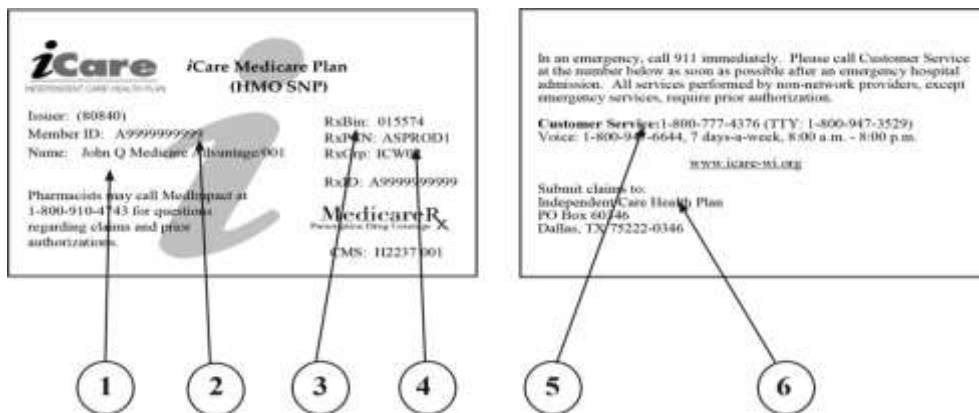 iCare
INDEPENDENT CARE HEALTH PLAN
iCare Medicare Plan
(HMO SNP)
Issuer: (80840)
Member ID: A9999999999
Name: John Q Medicare Advantage/001
Pharmacists may call MedImpact at
1-800-910-4743 for questions
regarding claims and prior
authorizations.
RxBin: 015574
RxPCN: ASPROD1
RxGrp:
RxID: A9999999999
MedicareRx
Prescription Drug Coverage
CMS: H2237 001
In an emergency, call 911 immediately. Please call Customer Service
at the number below as soon as possible after an emergency hospital
admission. All services performed by non-network providers, except
emergency services, require prior authorization.
Customer Service:1-800-777-4376 (TTY: 1-800-947-3529)
Voice: 7 days-a-week, 8:00 a.m. - 8:00 p.m.
www.icare-wi.org
Submit claims to:
Independent Care Health Plan
PO Box 60346
Dallas, TX 75222-0346
1
2
3
4
5
6